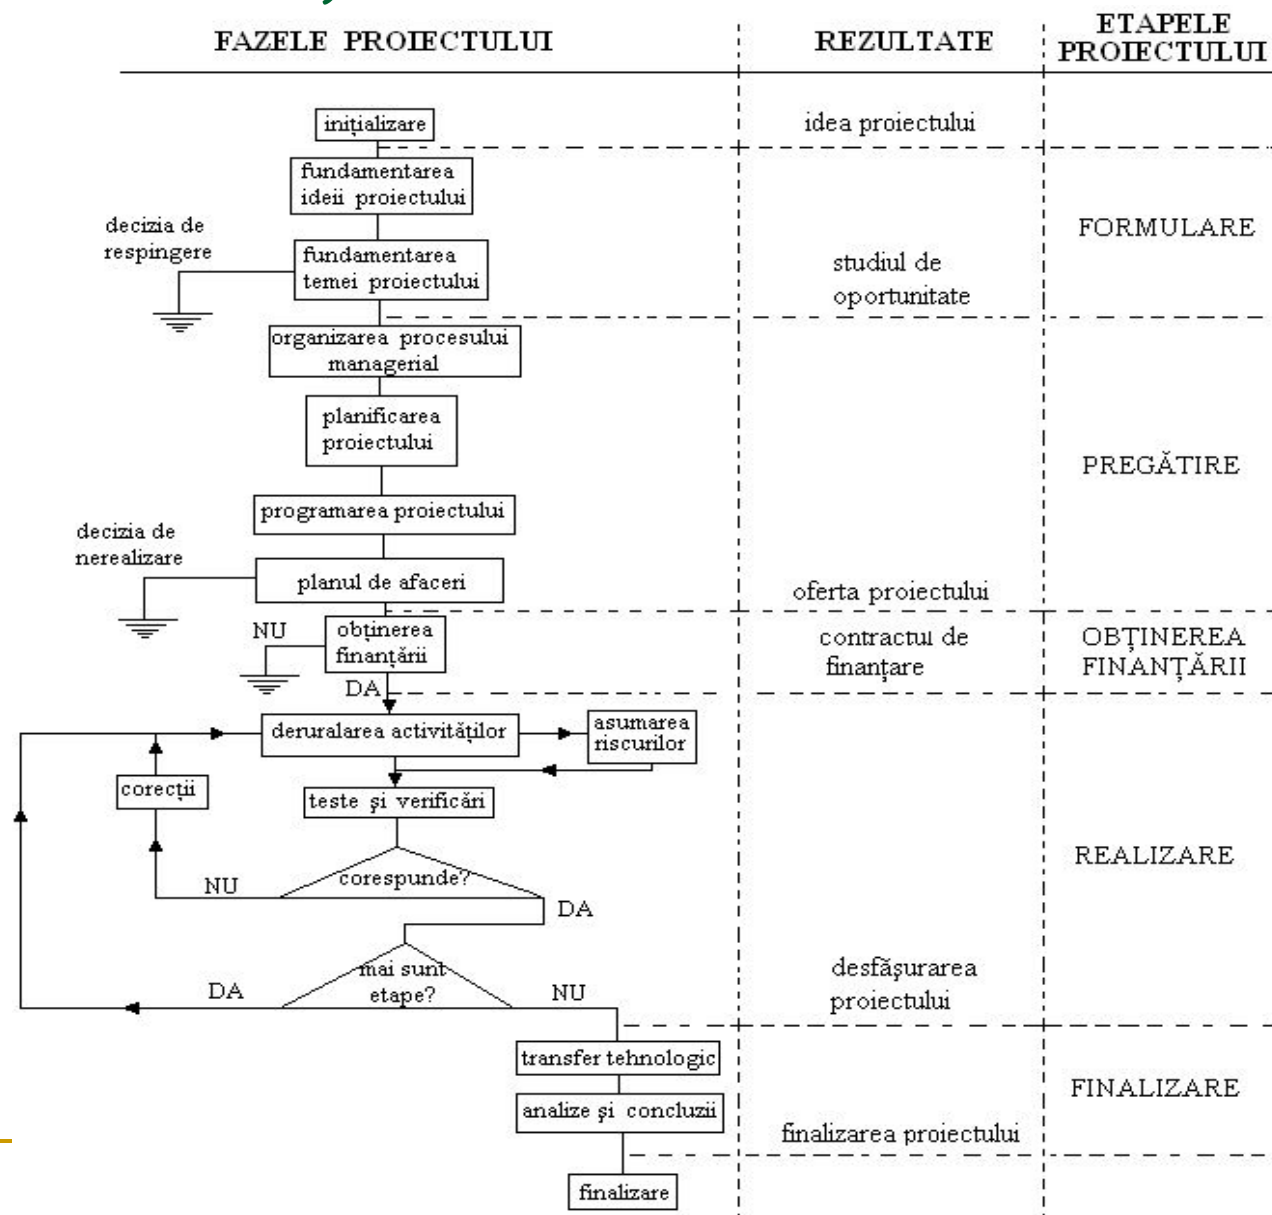 FAZELE PROIECTULUI
REZULTATE
ETAPELE
PROIECTULUI
inițializare
idea proiectului
fundamentarea
ideii proiectului
FORMULARE
decizia de
respingere
fundamentarea
temei proiectului
studiul de
oportunitate
organizarea procesului
managerial
planificarea
proiectului
PREGĂTIRE
programarea proiectului
decizia de
nerealizare
planul de afaceri
oferta proiectului
NU
obținerea
finanțării
contractul de
finanțare
OBȚINEREA
FINANȚĂRII
DA
deruralarea activităților
asumarea
riscurilor
corecții
teste şi verificări
REALIZARE
corespunde?
NU
DA
mai sunt
etape?
DA
NU
desfăşurarea
proiectului
transfer tehnologic
FINALIZARE
analize şi concluzii
finalizarea proiectului
finalizare